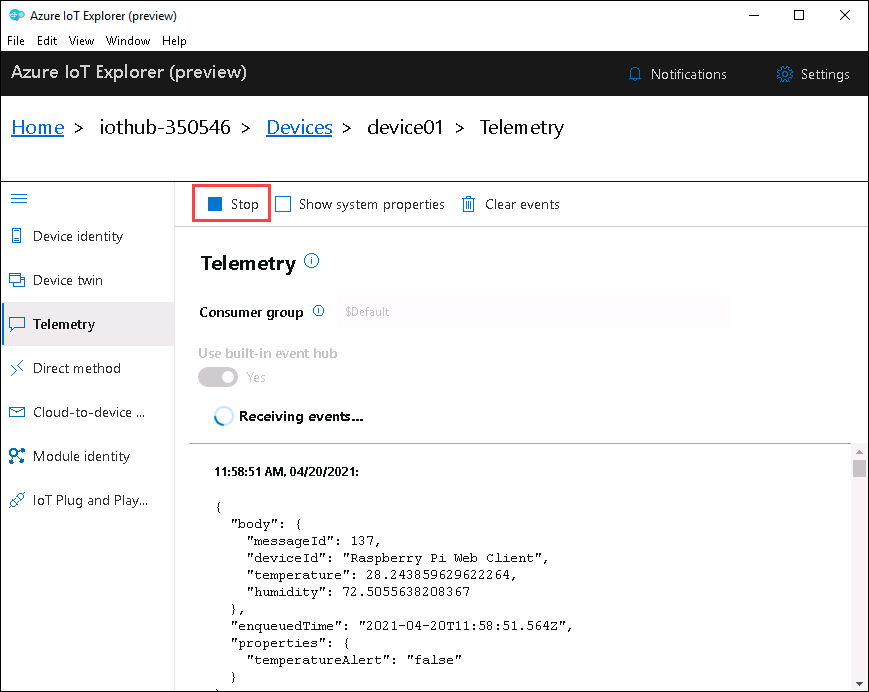 Azure IoT Explorer (preview)
File Edit View Window Help
Azure IoT Explorer (preview)
Notifications
Settings
Home > iothub-350546 > Devices > device01 > Telemetry
Stop
Show system properties
Clear events
Device identity
Device twin
Telemetry
Direct method
Cloud-to-device ...
Module identity
IoT Plug and Play...
Telemetry
Consumer group
$Default
Use built-in event hub
Yes
Receiving events...
11:58:51 AM, 04/20/2021:
{
"body": {
"messageId": 137,
"deviceId": "Raspberry Pi Web Client",
"temperature": 28.243859629622264,
"humidity": 72.5055638208367
},
"enqueuedTime": "2021-04-20T11:58:51.564Z",
"properties": {
"temperatureAlert": "false"
}